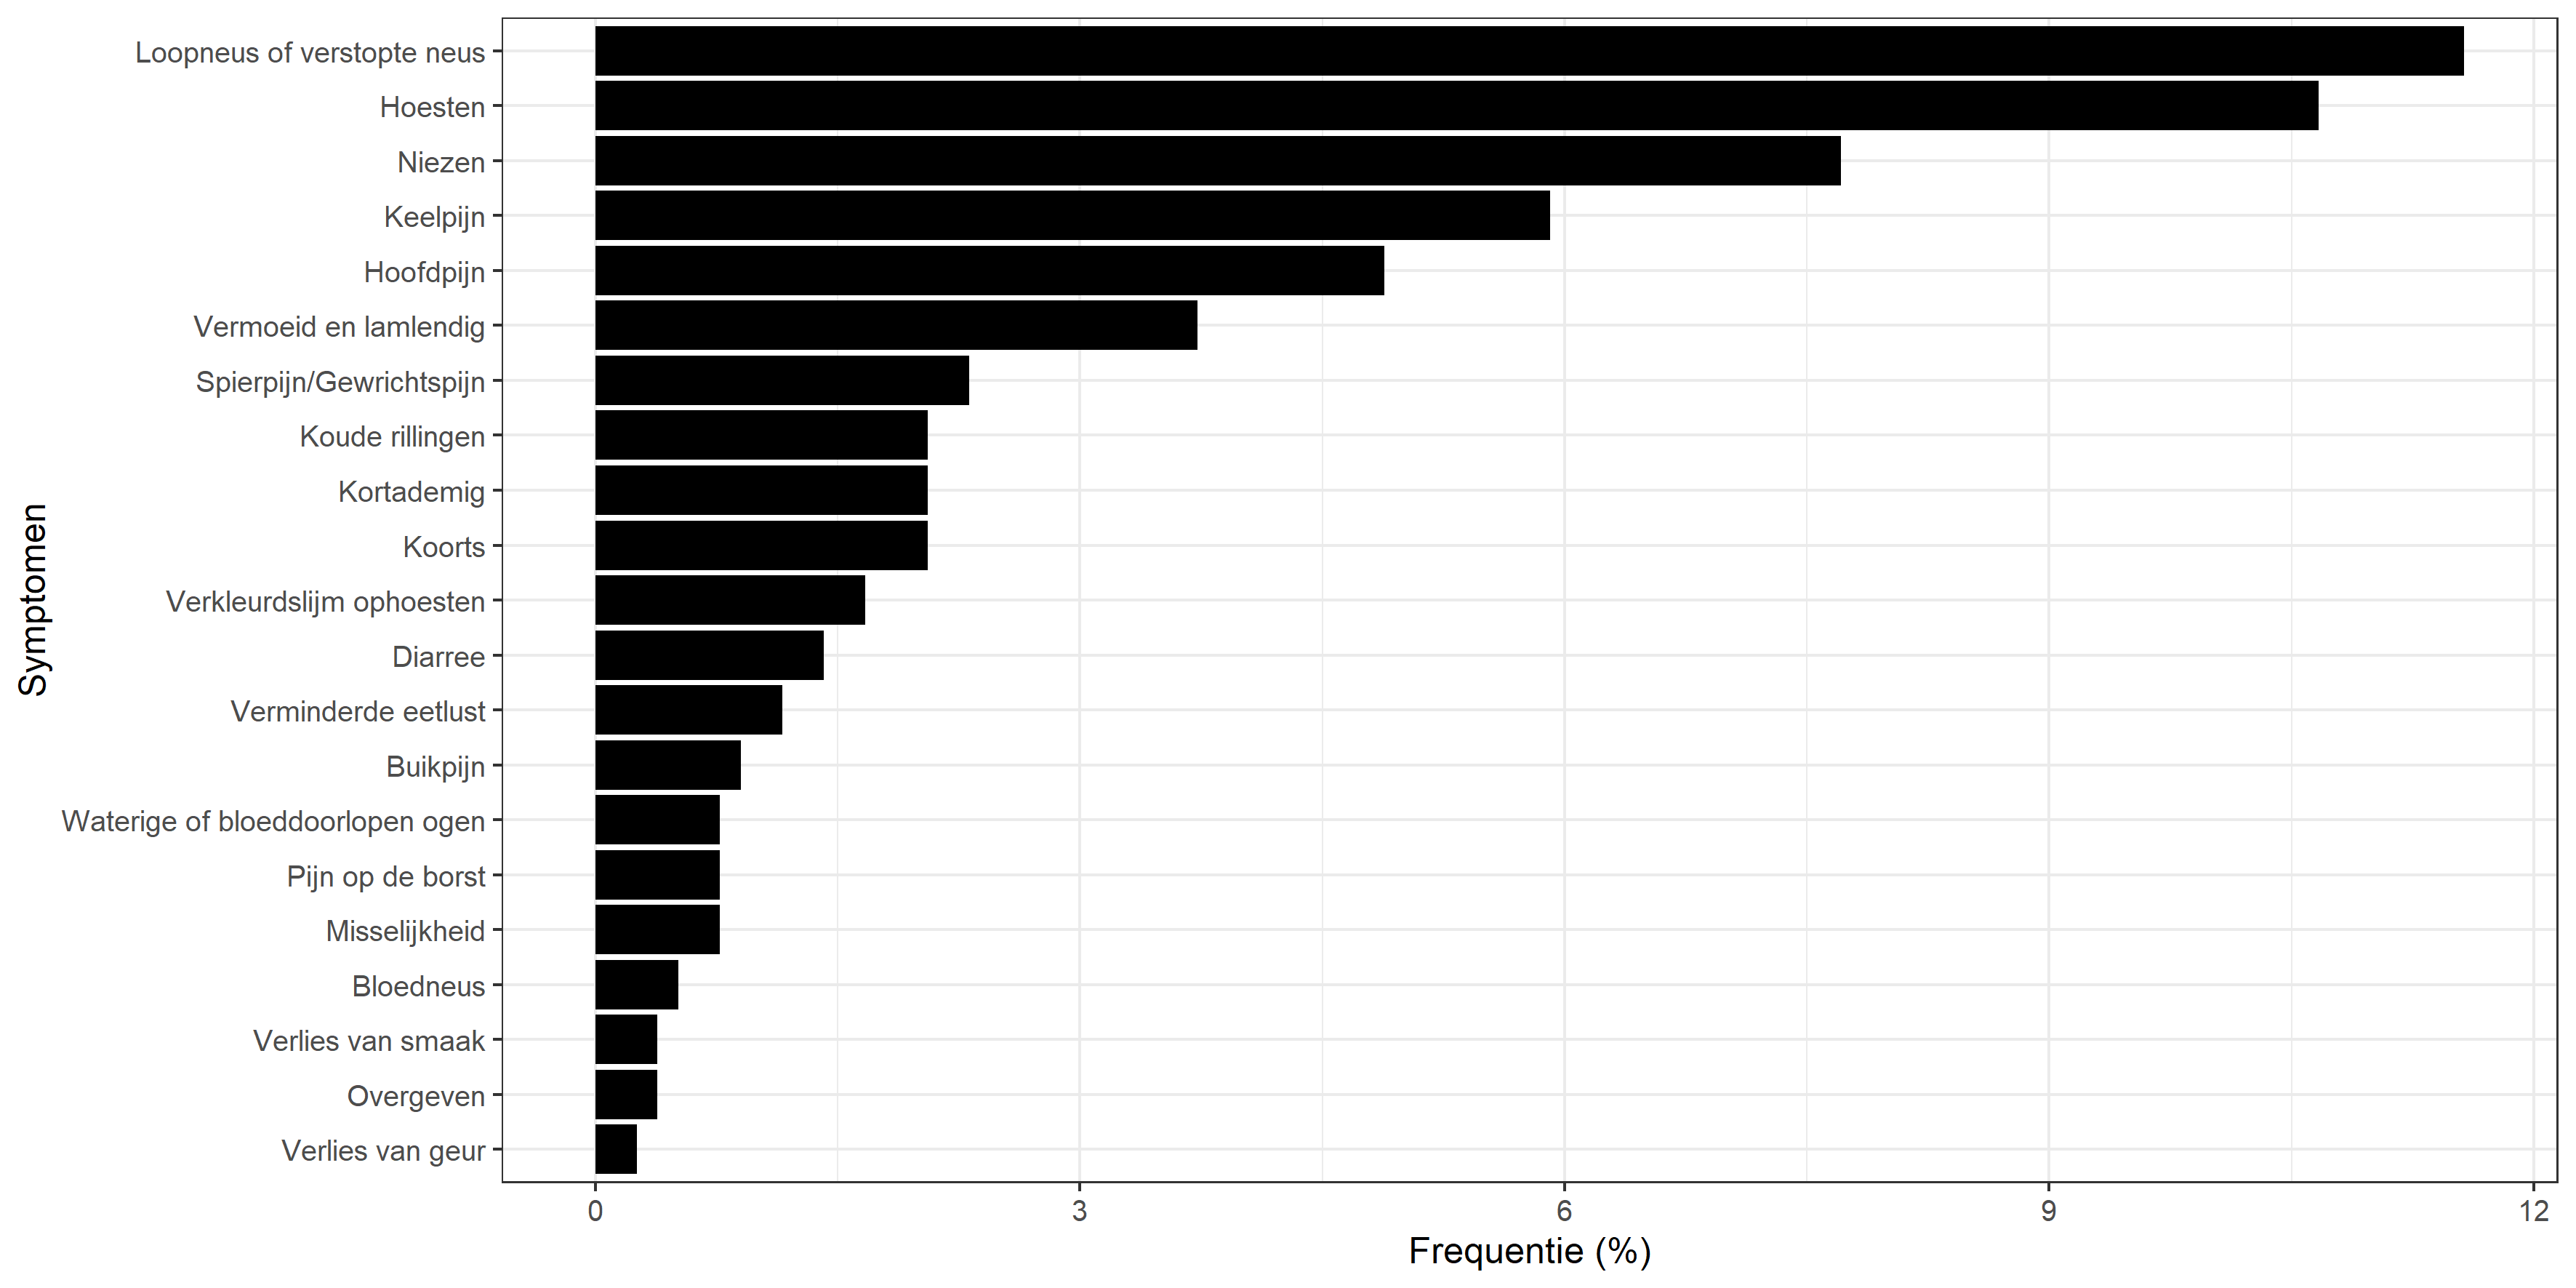 Loopneus of verstopte neus
Hoesten
Niezen
Keelpijn
Hoofdpijn
Vermoeid en lamlendig
Spierpijn/Gewrichtspijn
Koude rillingen
Kortademig
Koorts
Verkleurdslijm ophoesten
Diarree
Verminderde eetlust
Buikpijn
Waterige of bloeddoorlopen ogen
Pijn op de borst
Misselijkheid
Bloedneus
Verlies van smaak
Overgeven
Verlies van geur
Symptomen
0 3 6 9 12
Frequentie (%)